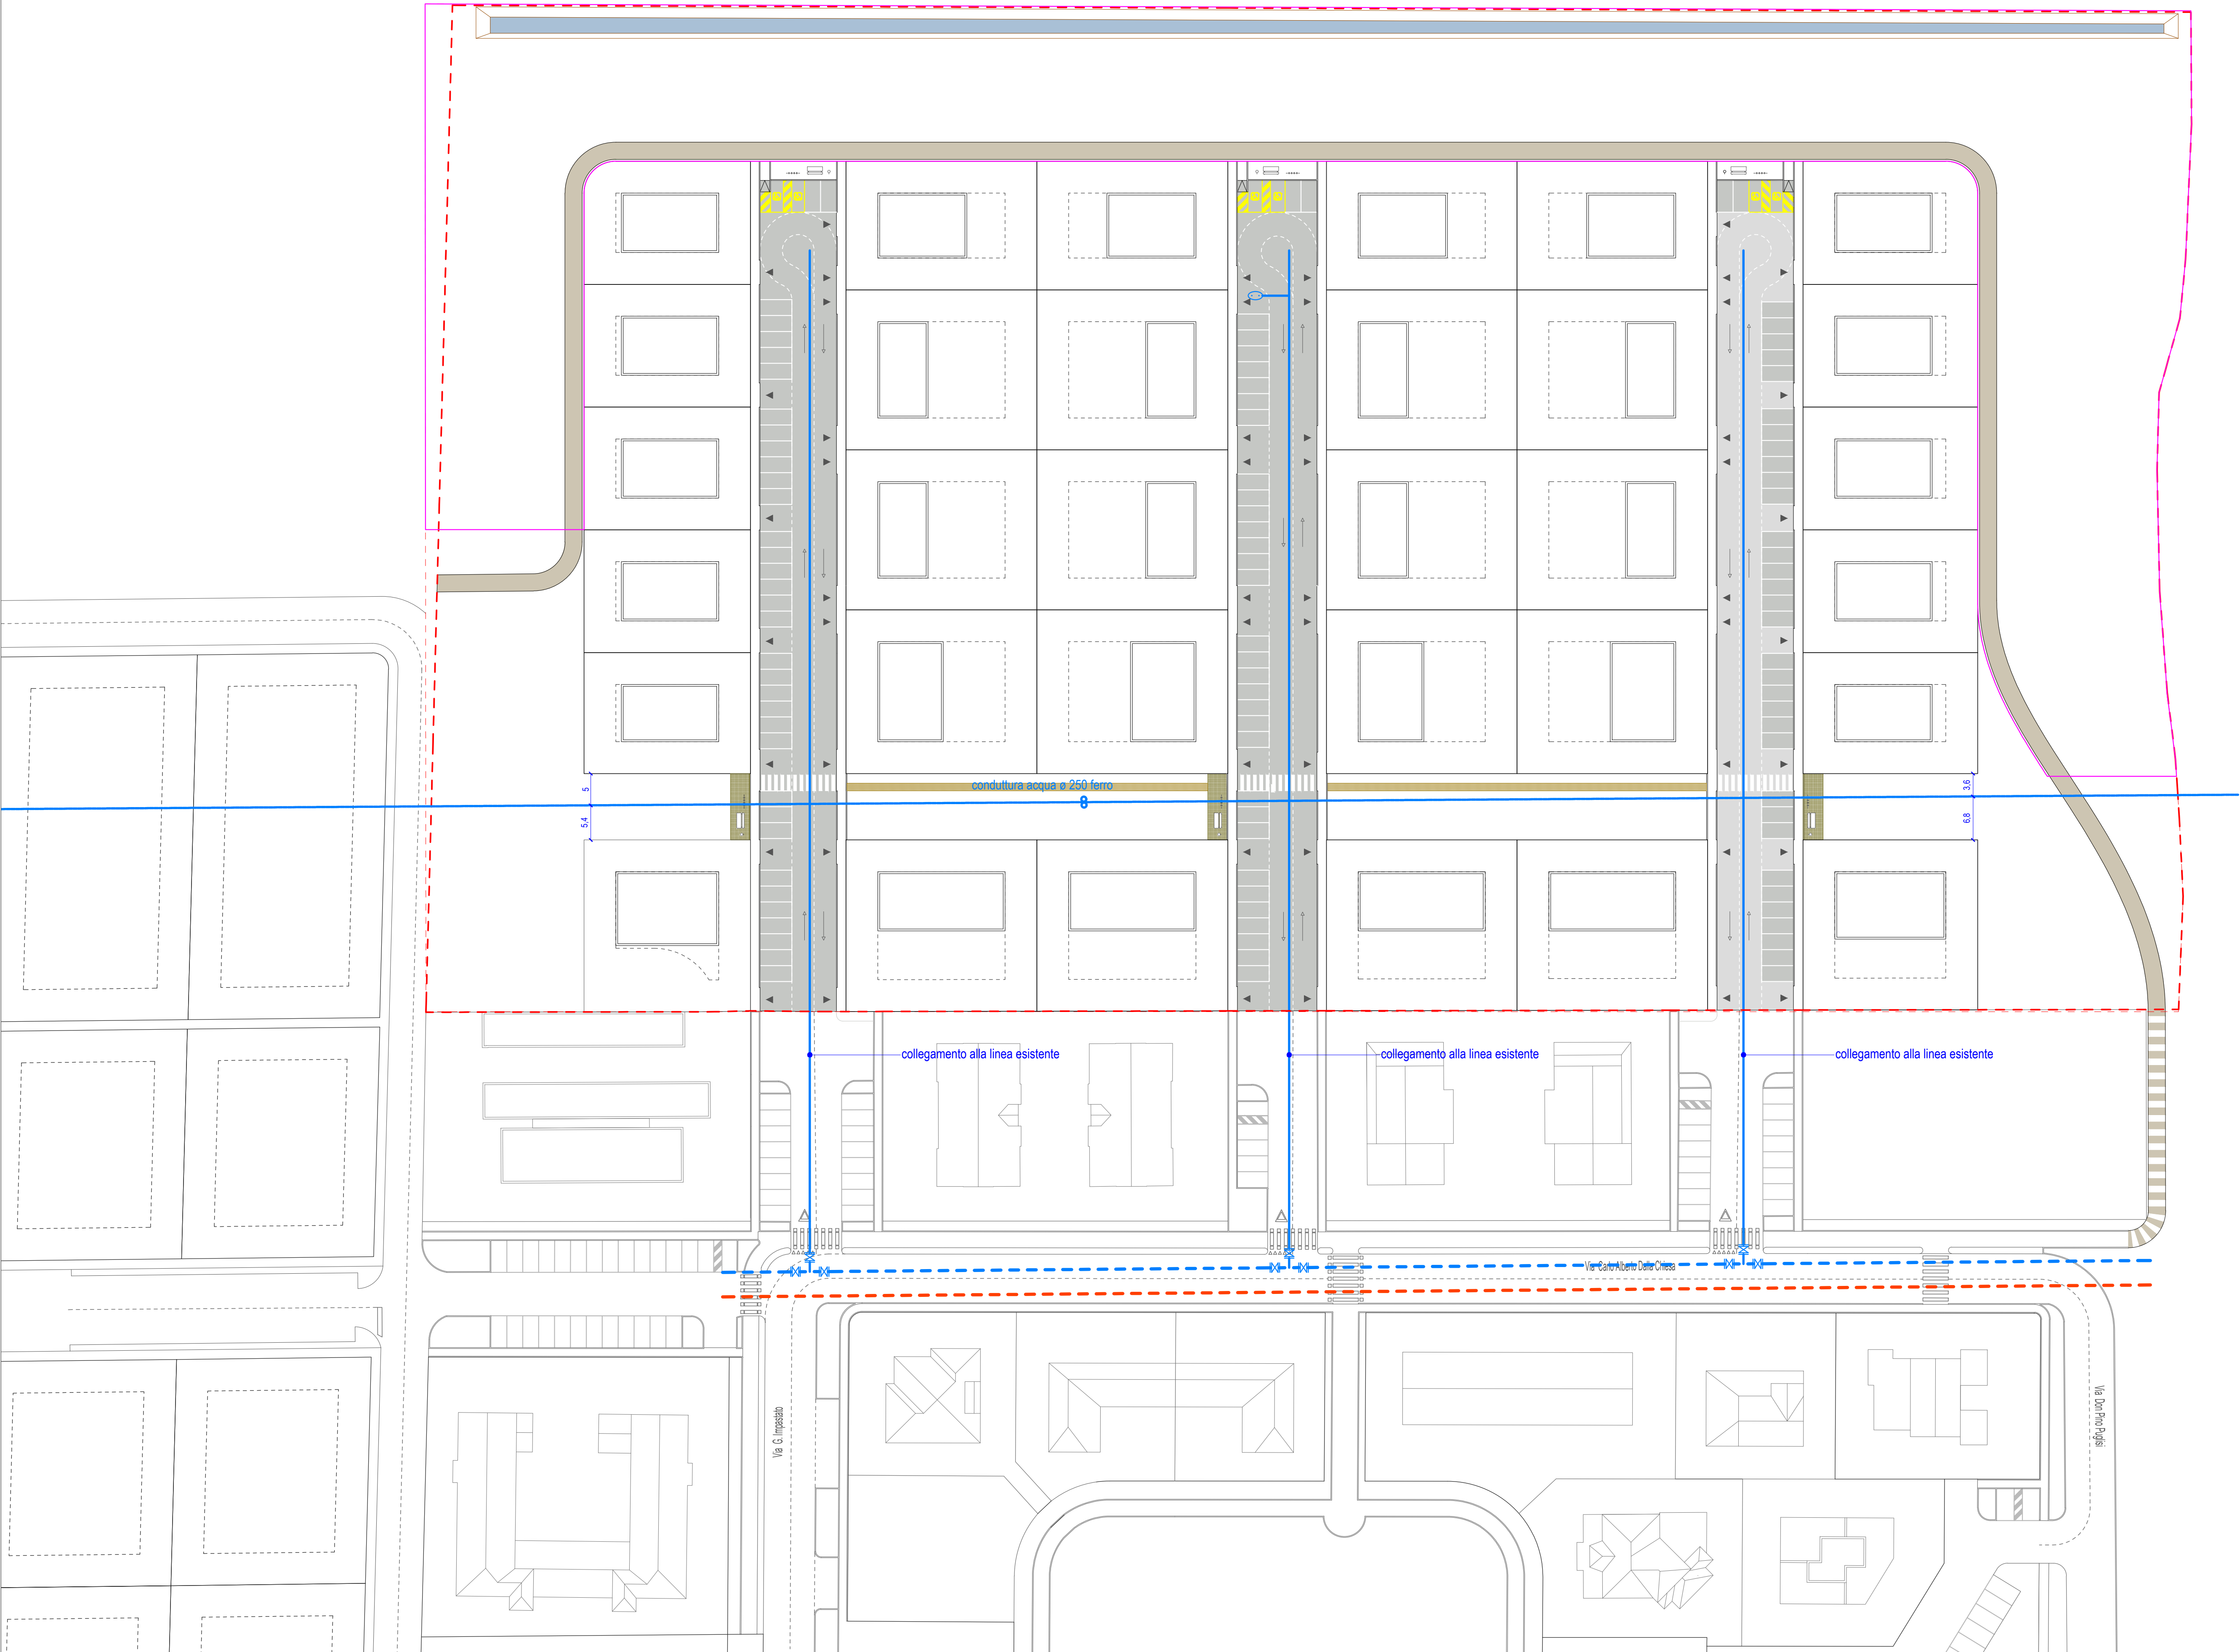 conduttura acqua ø 250 ferro
8
5
5,4
3,6
6,8
collegamento alla linea esistente
collegamento alla linea esistente
collegamento alla linea esistente
Via Carlo Alberto Dalla Chiesa
Via G. Impastato
Via Don Pino Puglisi